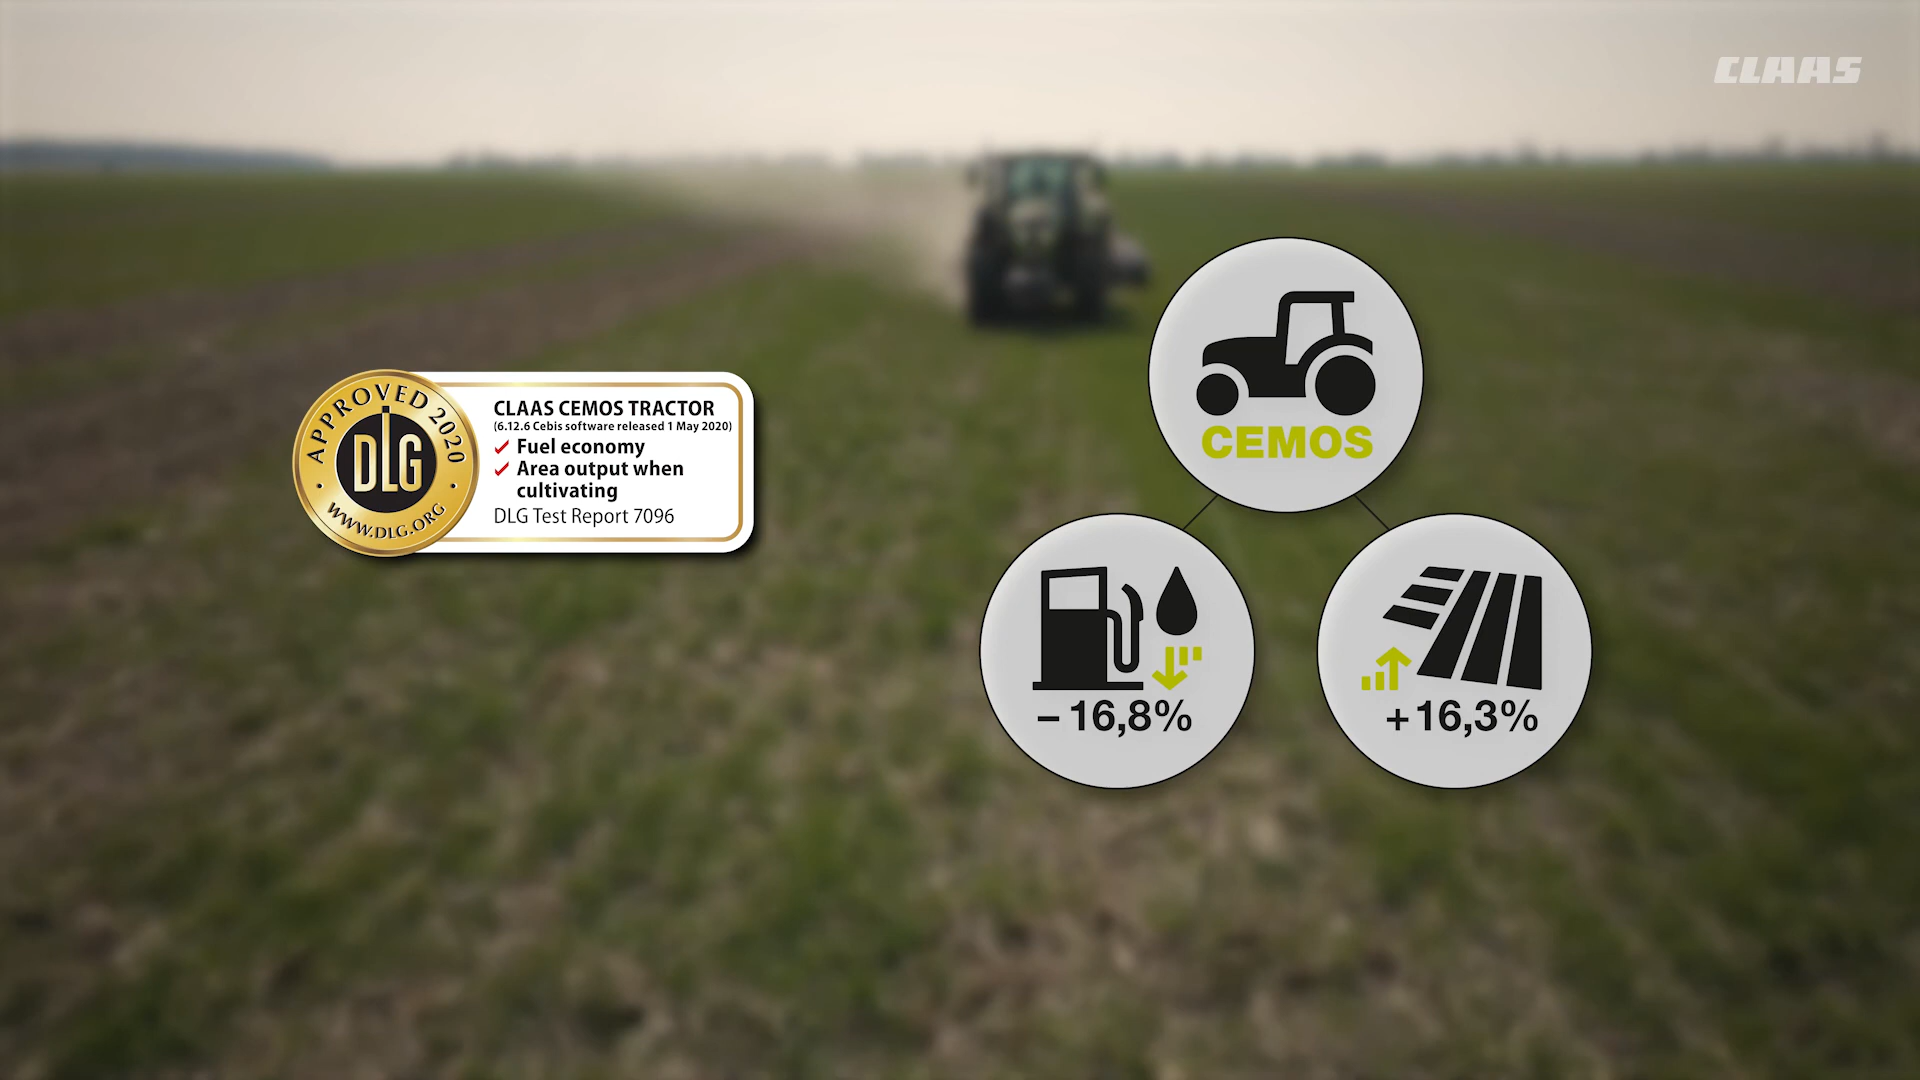 CLAAS
APPROVED 2020
DLG
WWW.DLG.ORG
CLAAS CEMOS TRACTOR
(6.12.6 Cebis software released 1 May 2020)
Fuel economy
Area output when
cultivating
DLG Test Report 7096
CEMOS
– 16,8%
+16,3%